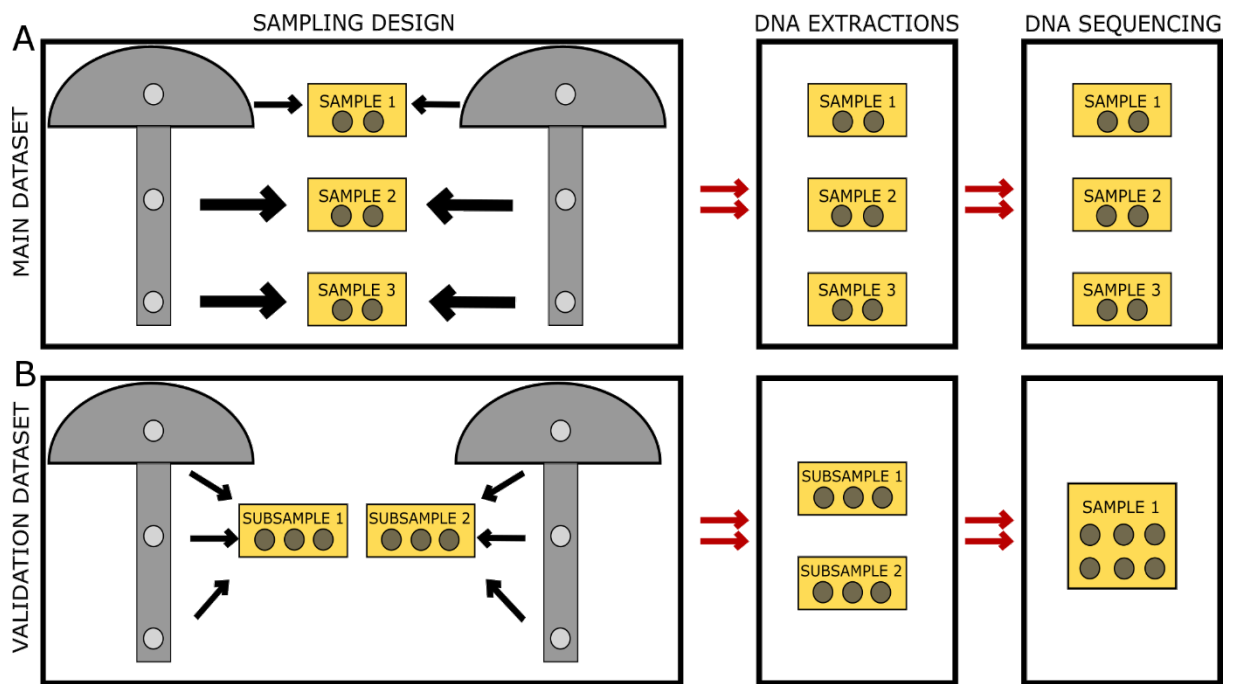 SAMPLING DESIGN
DNA EXTRACTIONS
DNA SEQUENCING
A
MAIN DATASET
SAMPLE 1
SAMPLE 2
SAMPLE 3
SAMPLE 1
SAMPLE 2
SAMPLE 3
SAMPLE 1
SAMPLE 2
SAMPLE 3
B
VALIDATION DATASET
SUBSAMPLE 1
SUBSAMPLE 2
SUBSAMPLE 1
SUBSAMPLE 2
SAMPLE 1